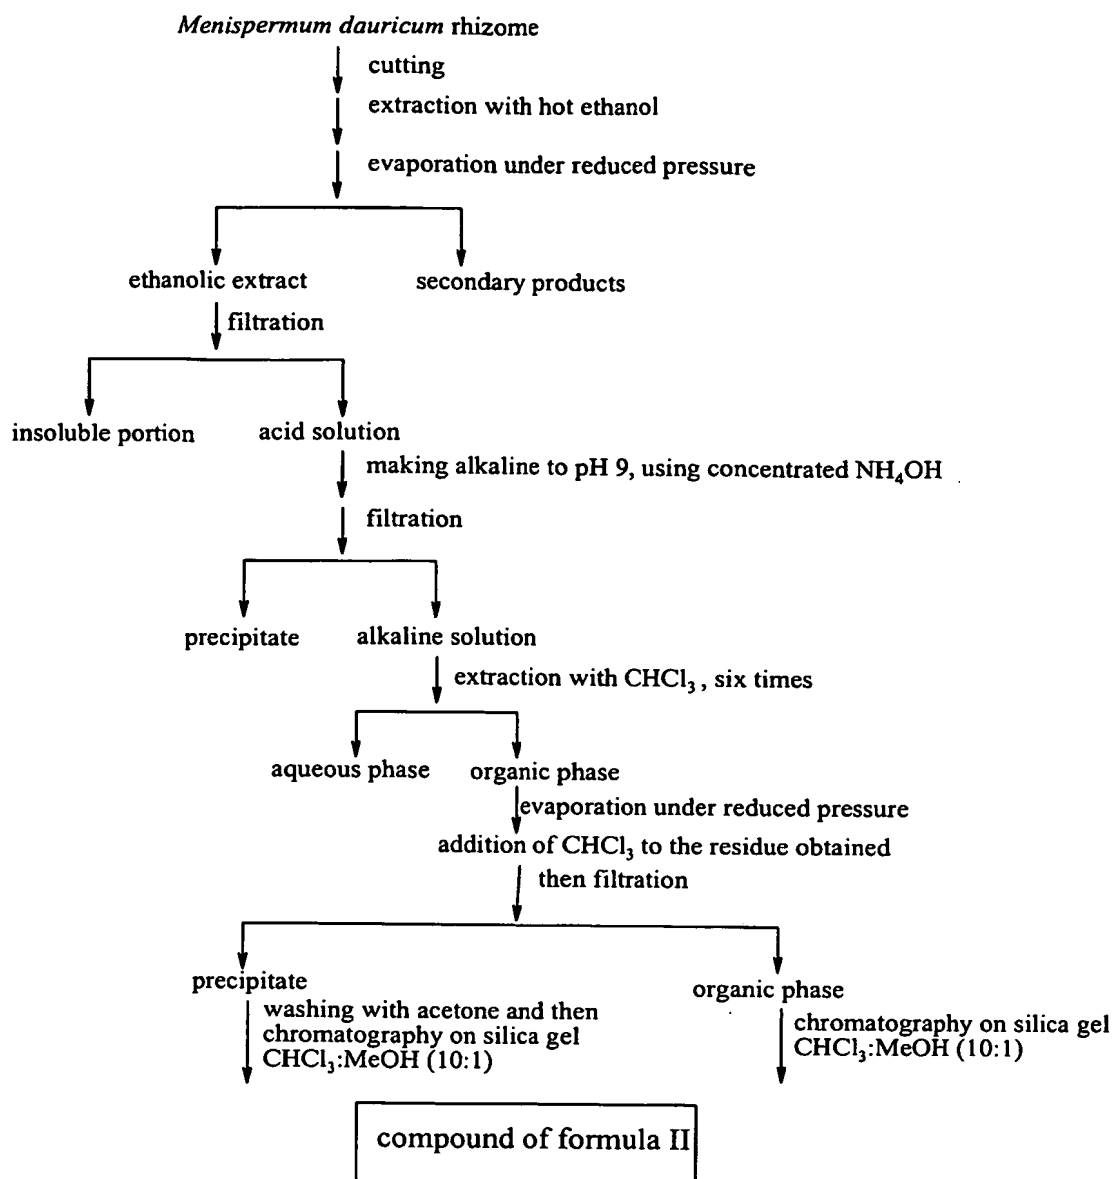 Menispermum dauricum rhizome
cutting
extraction with hot ethanol
evaporation under reduced pressure
ethanolic extract
secondary products
filtration
insoluble portion
acid solution
making alkaline to pH 9, using concentrated NH₄OH
filtration
precipitate
alkaline solution
extraction with CHCl₃ , six times
aqueous phase
organic phase
evaporation under reduced pressure
addition of CHCl₃ to the residue obtained
then filtration
precipitate
washing with acetone and then
chromatography on silica gel
CHCl₃:MeOH (10:1)
organic phase
chromatography on silica gel
CHCl₃:MeOH (10:1)
compound of formula II